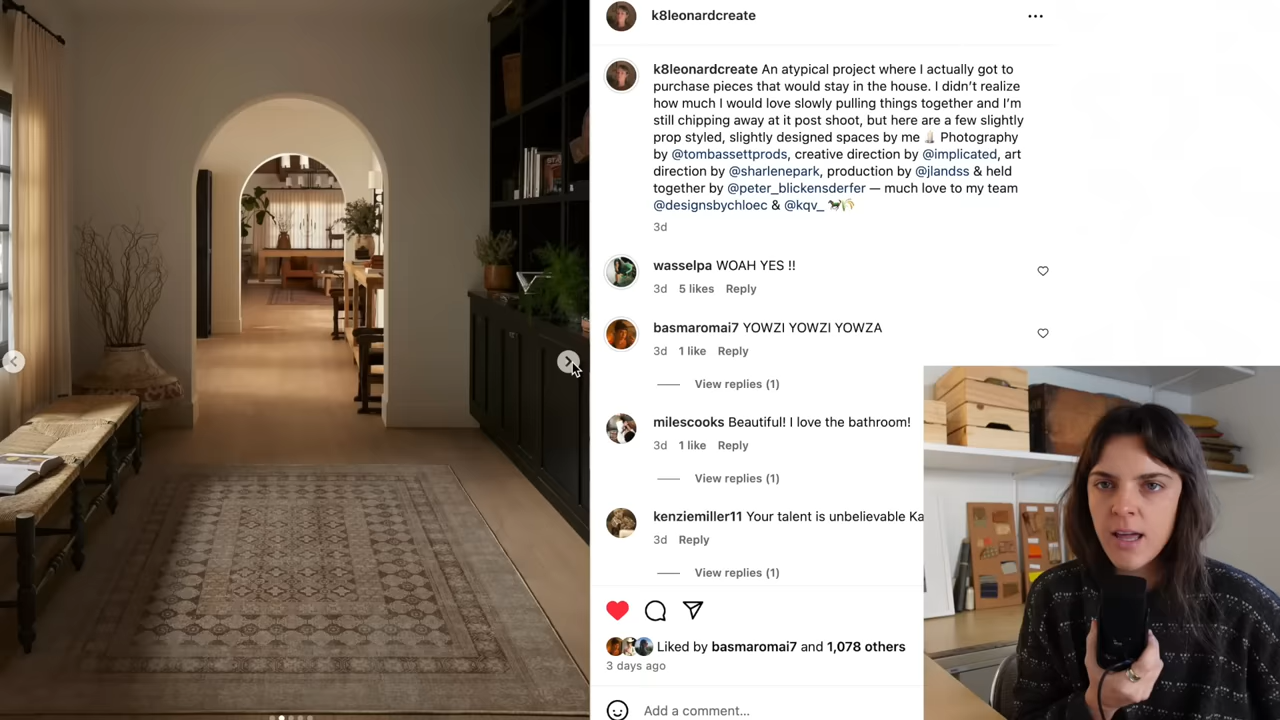 k8leonardcreate
k8leonardcreate An atypical project where I actually got to
purchase pieces that would stay in the house. I didn’t realize
how much I would love slowly pulling things together and I’m
still chipping away at it post shoot, but here are a few slightly
prop styled, slightly designed spaces by me 🕯️ Photography
by @tombassettprods, creative direction by @implicated, art
direction by @sharlenepark, production by @jlandss & held
together by @peter_blickensderfer — much love to my team
@designsbychloec & @kqv_ 🐎🌾
3d
wasselpa WOAH YES !!
3d 5 likes Reply
basmaromai7 YOWZI YOWZI YOWZA
3d 1 like Reply
View replies (1)
milescooks Beautiful! I love the bathroom!
3d 1 like Reply
View replies (1)
kenziemiller11 Your talent is unbelievable Ka
3d Reply
View replies (1)
Liked by basmaromai7 and 1,078 others
3 days ago
Add a comment...